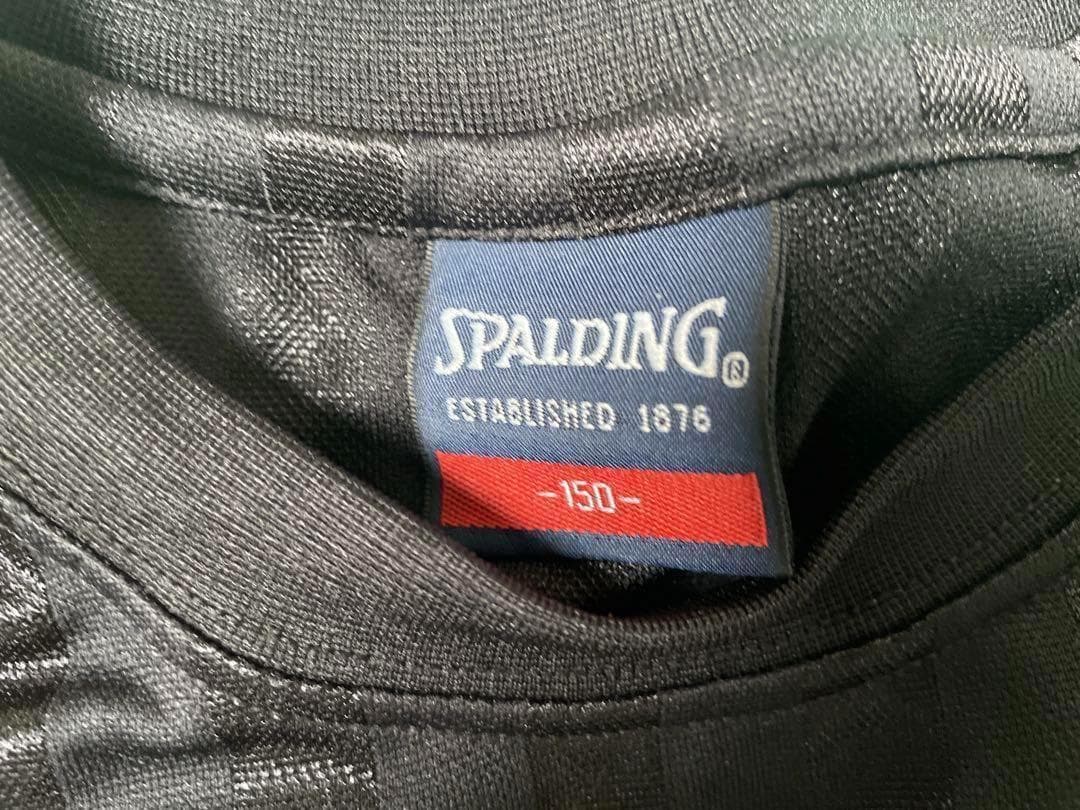 SPALDING®
ESTABLISHED 1876
-150-